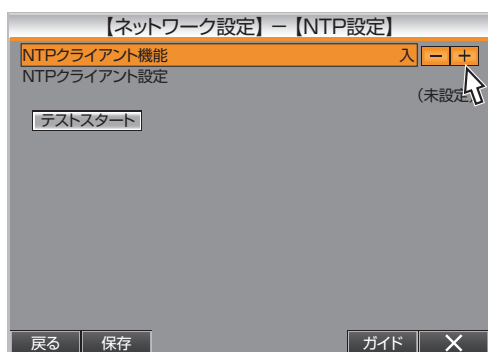 【ネットワーク設定】－【NTP設定】
NTPクライアント機能 入 － ＋
NTPクライアント設定
（未設定
テストスタート
戻る 保存 ガイド ✕